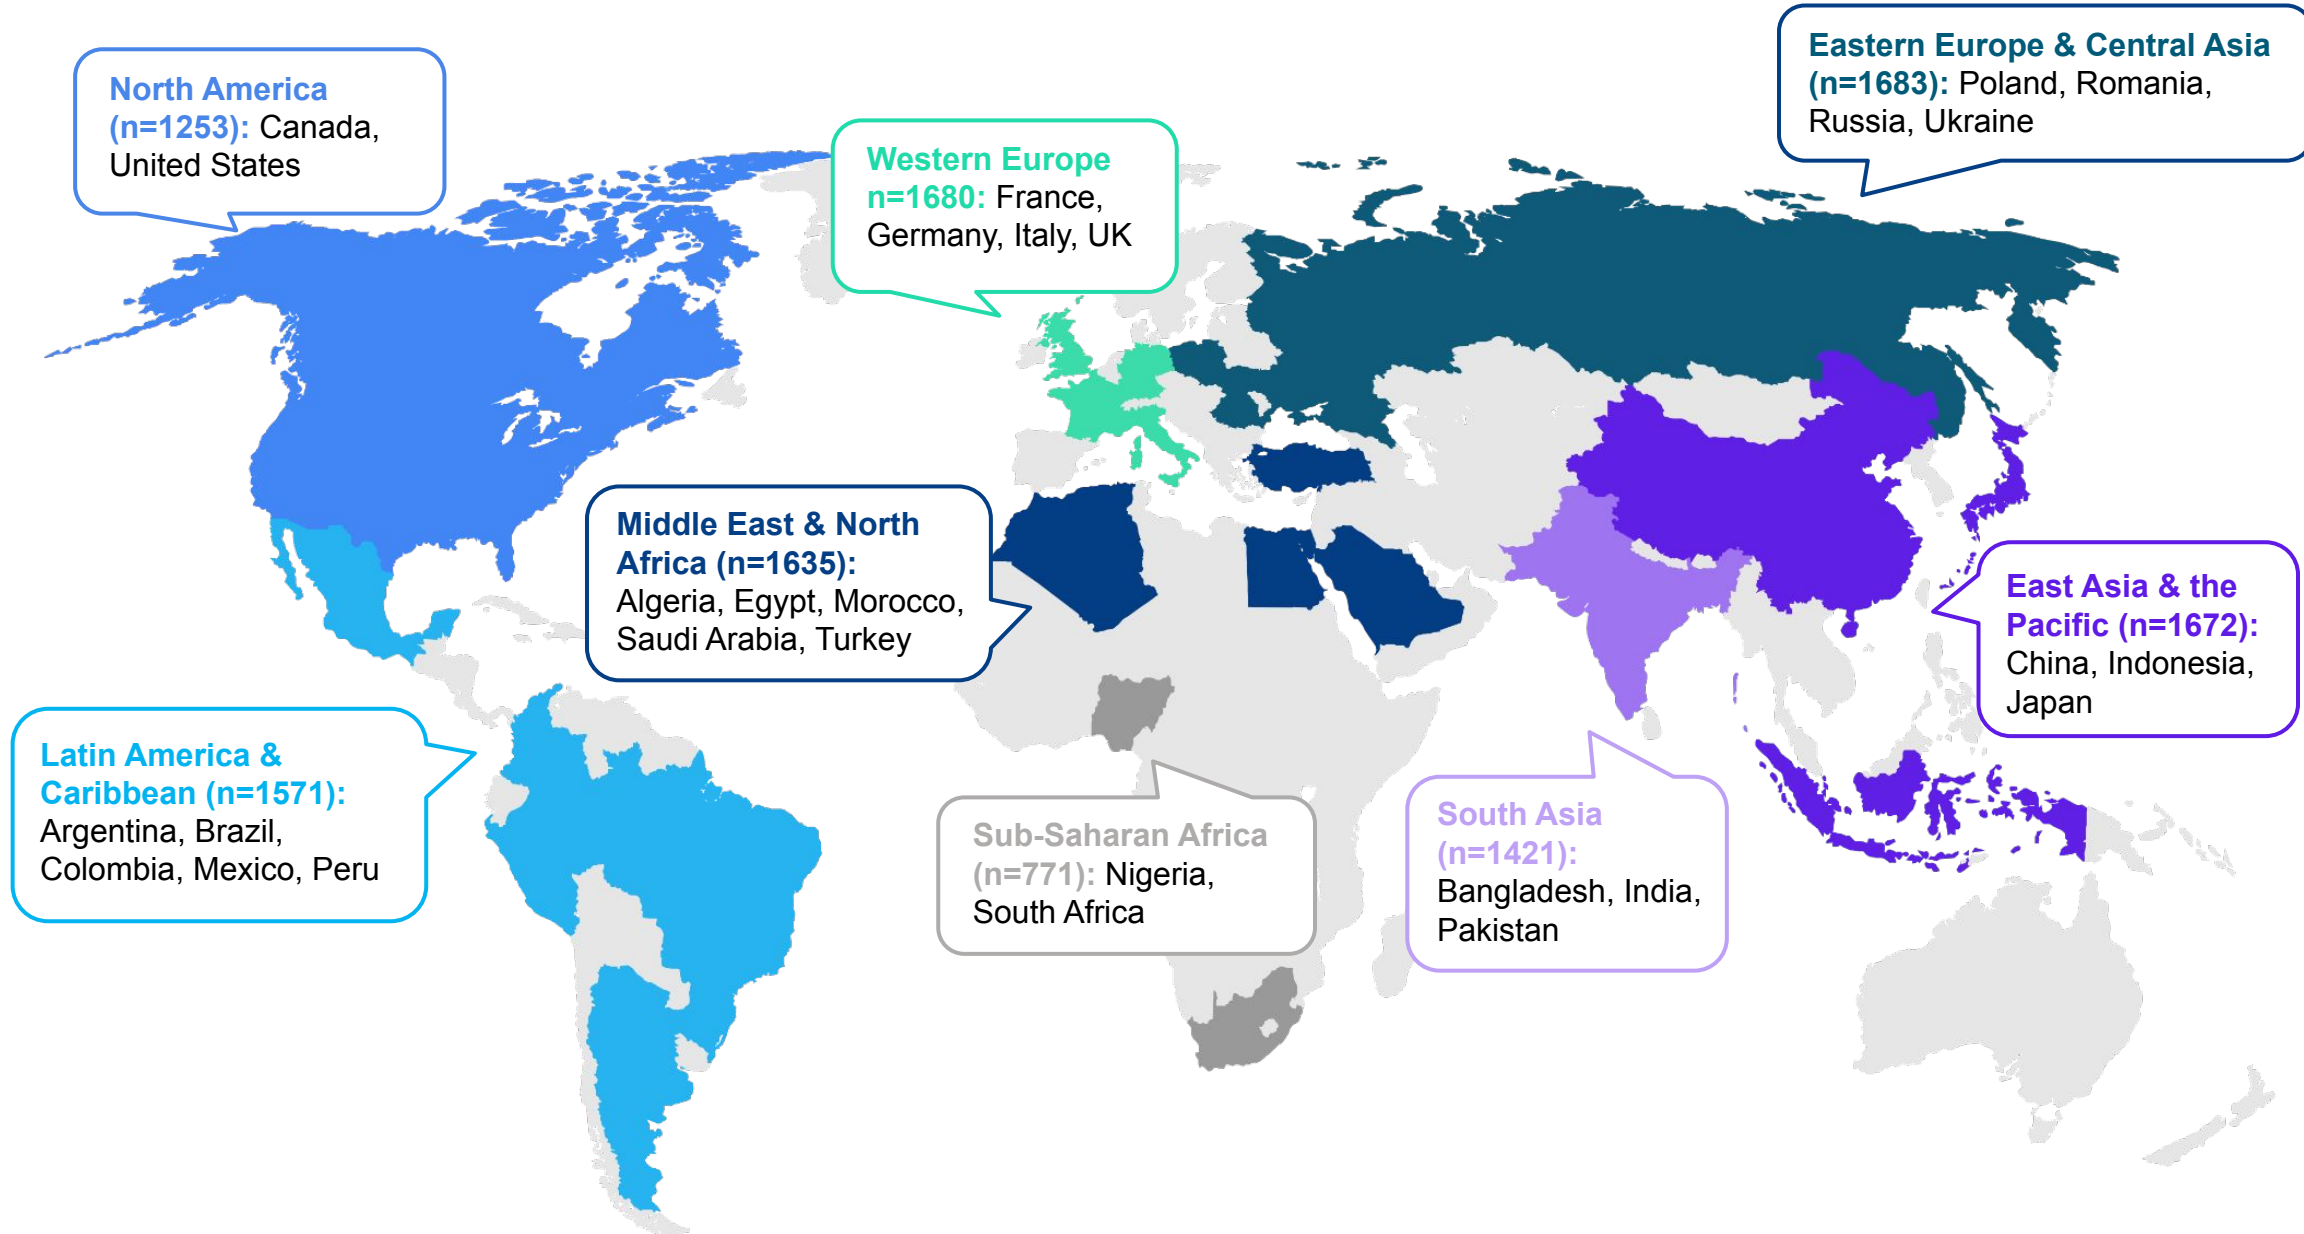 North America
(n=1253): Canada,
United States
Western Europe
n=1680: France,
Germany, Italy, UK
Eastern Europe & Central Asia
(n=1683): Poland, Romania,
Russia, Ukraine
Middle East & North
Africa (n=1635):
Algeria, Egypt, Morocco,
Saudi Arabia, Turkey
East Asia & the
Pacific (n=1672):
China, Indonesia,
Japan
Latin America &
Caribbean (n=1571):
Argentina, Brazil,
Colombia, Mexico, Peru
Sub-Saharan Africa
(n=771): Nigeria,
South Africa
South Asia
(n=1421):
Bangladesh, India,
Pakistan